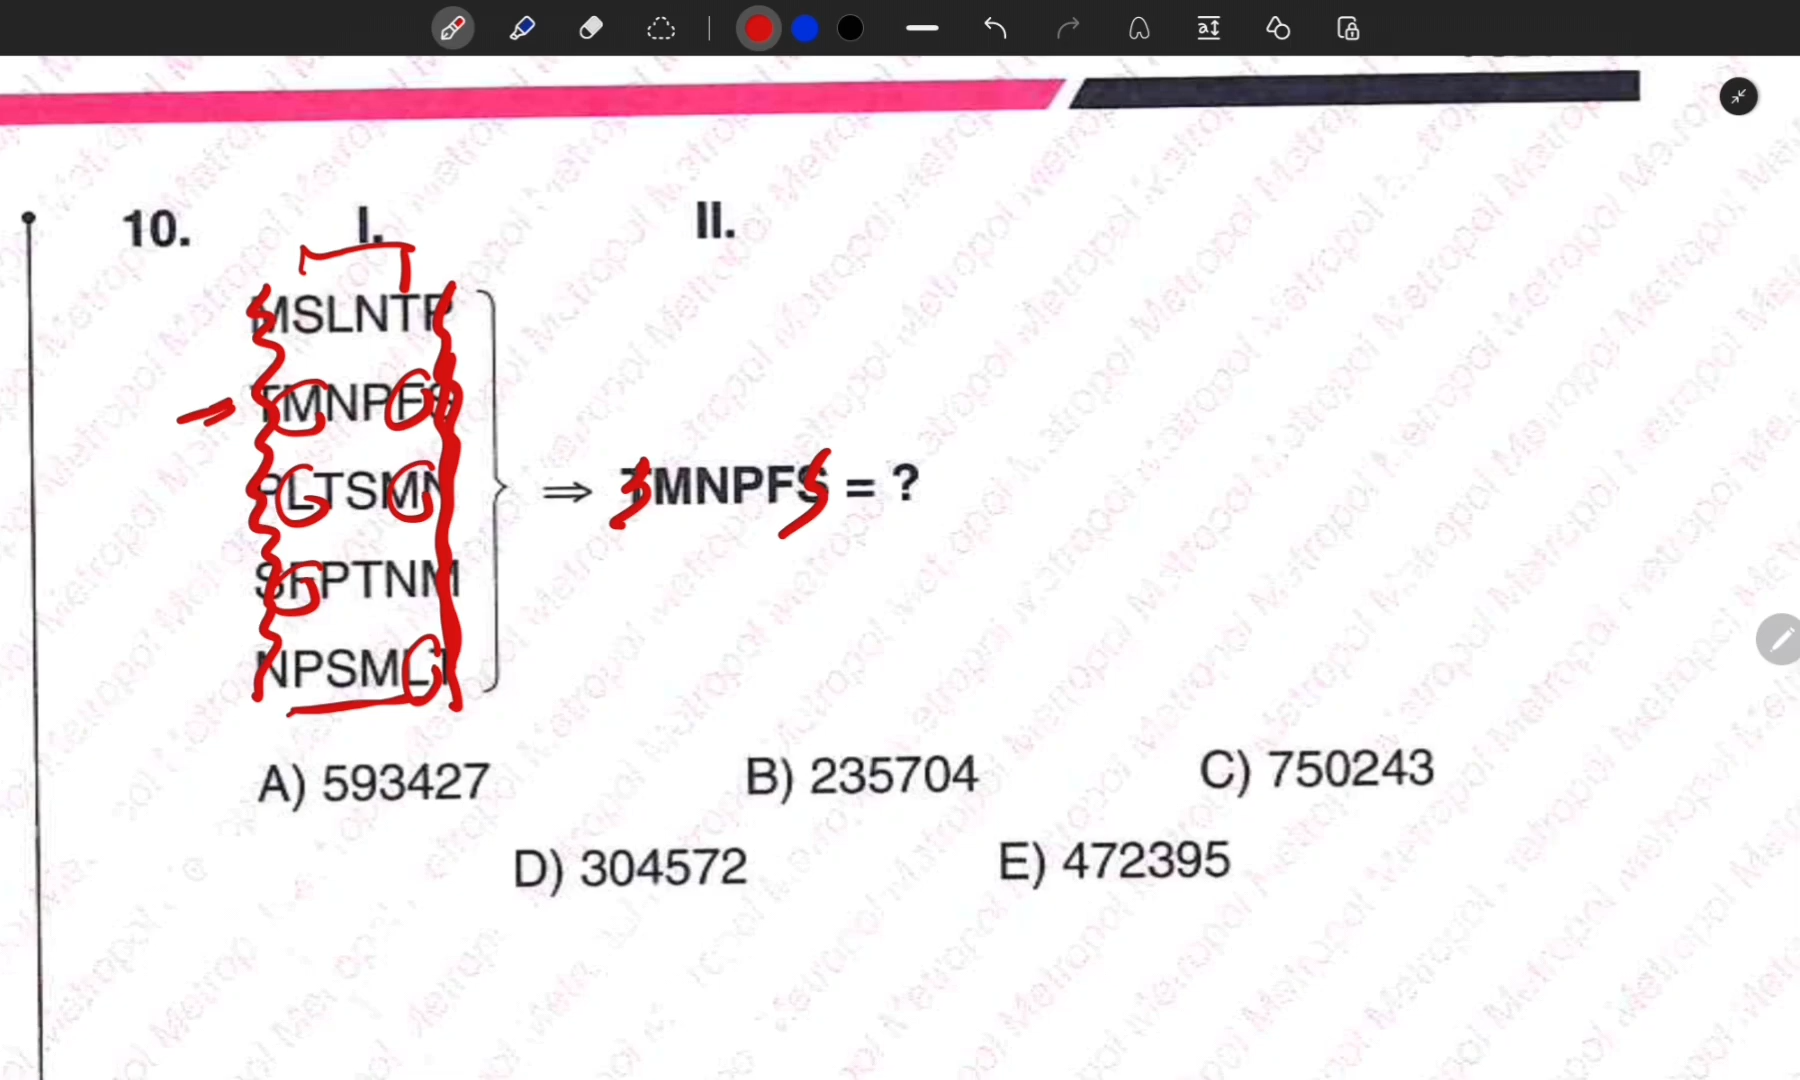 10. I. II.
MSLNTP
TMNPFS
PLTSMN
SFPTNM
NPSMLT
⇒ TMNPFS = ?
A) 593427 B) 235704 C) 750243
D) 304572 E) 472395